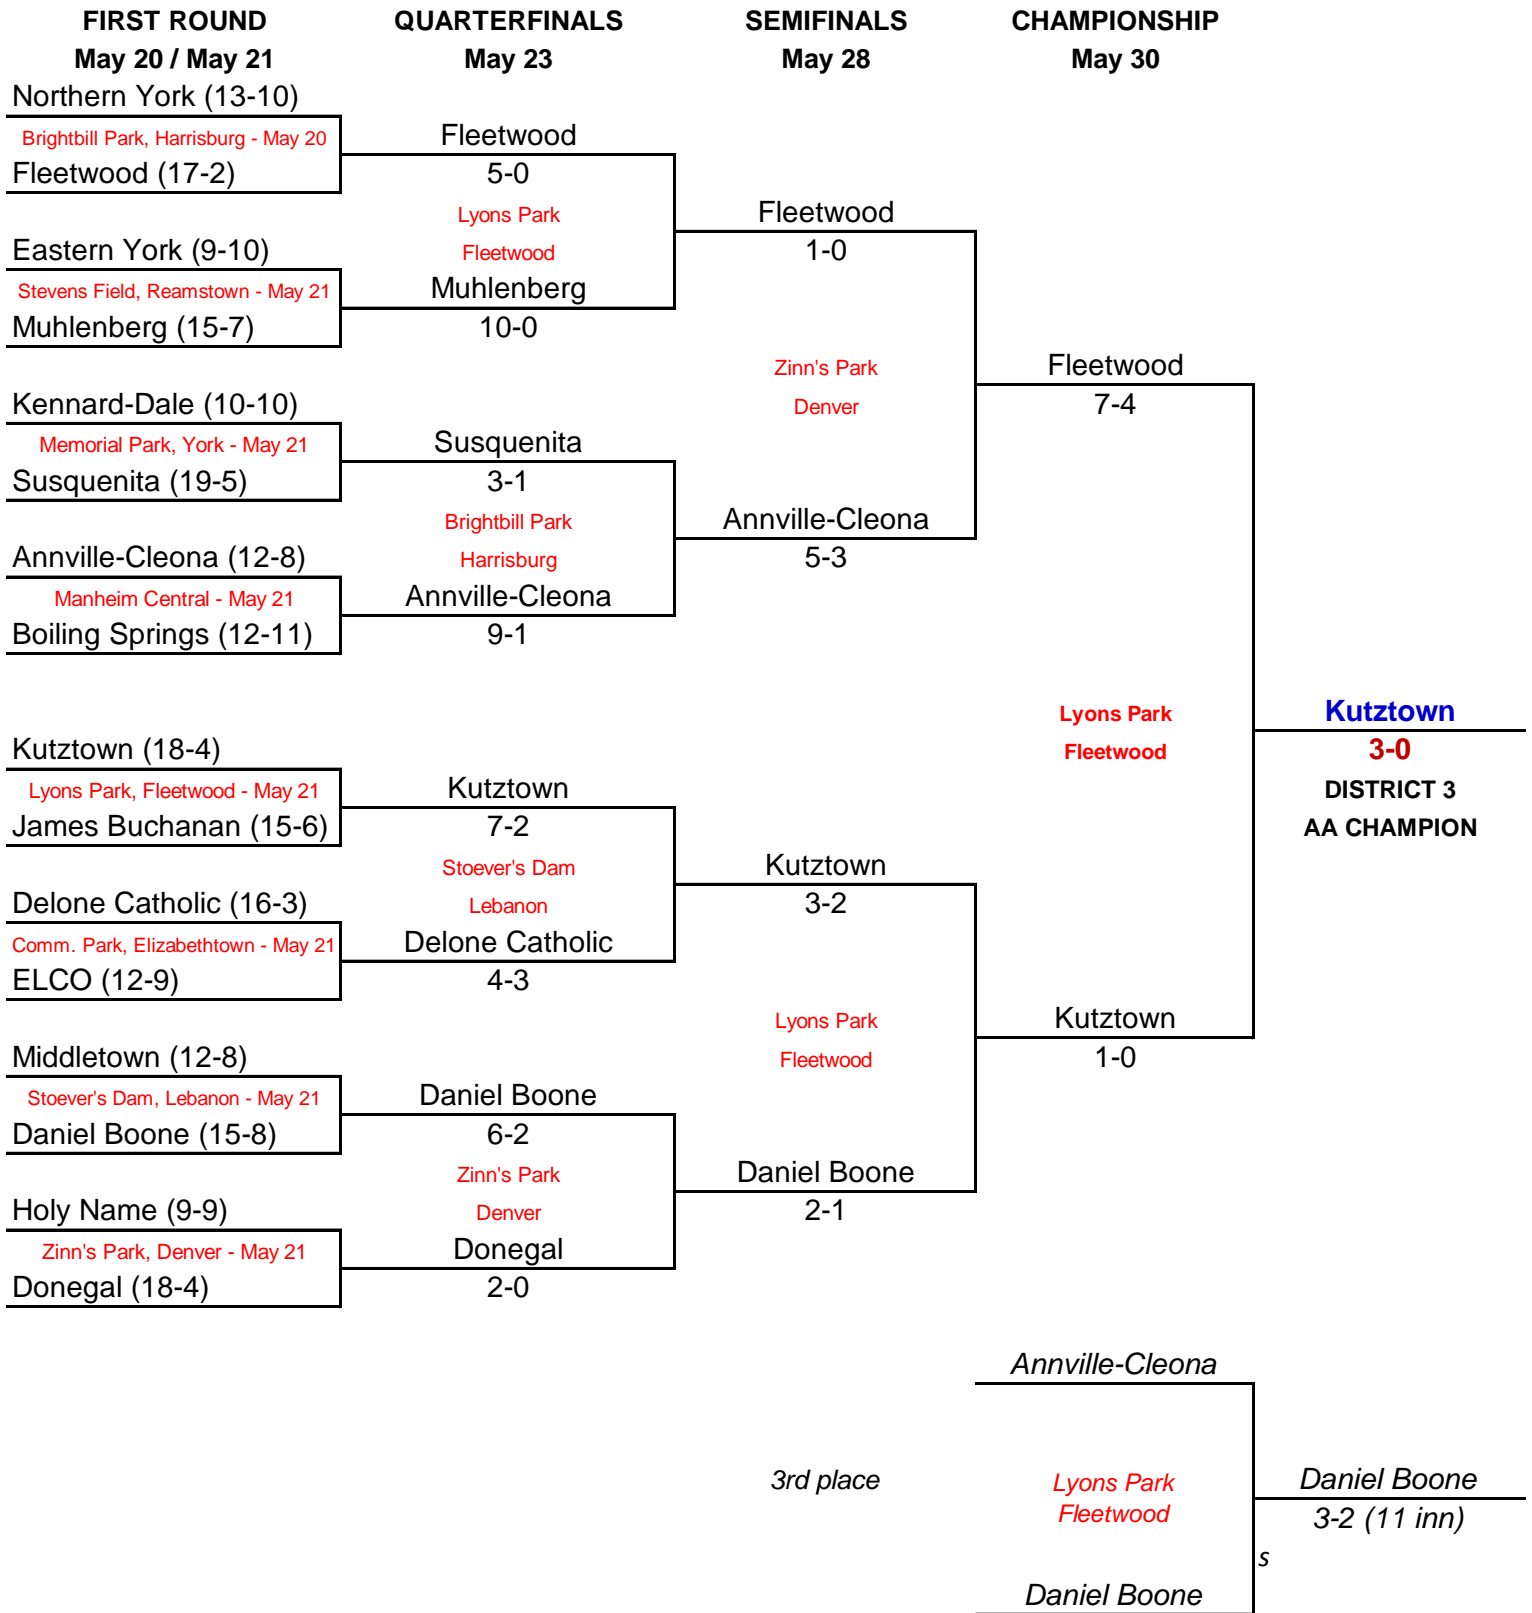 FIRST ROUND
May 20 / May 21
QUARTERFINALS
May 23
SEMIFINALS
May 28
CHAMPIONSHIP
May 30
Northern York (13-10)
Brightbill Park, Harrisburg - May 20
Fleetwood (17-2)
Eastern York (9-10)
Stevens Field, Reamstown - May 21
Muhlenberg (15-7)
Kennard-Dale (10-10)
Memorial Park, York - May 21
Susquenita (19-5)
Annville-Cleona (12-8)
Manheim Central - May 21
Boiling Springs (12-11)
Kutztown (18-4)
Lyons Park, Fleetwood - May 21
James Buchanan (15-6)
Delone Catholic (16-3)
Comm. Park, Elizabethtown - May 21
ELCO (12-9)
Middletown (12-8)
Stoever's Dam, Lebanon - May 21
Daniel Boone (15-8)
Holy Name (9-9)
Zinn's Park, Denver - May 21
Donegal (18-4)
Fleetwood
5-0
Lyons Park
Fleetwood
Muhlenberg
10-0
Susquenita
3-1
Brightbill Park
Harrisburg
Annville-Cleona
9-1
Kutztown
7-2
Stoever's Dam
Lebanon
Delone Catholic
4-3
Daniel Boone
6-2
Zinn's Park
Denver
Donegal
2-0
Fleetwood
1-0
Zinn's Park
Denver
Annville-Cleona
5-3
Kutztown
3-2
Lyons Park
Fleetwood
Daniel Boone
2-1
Fleetwood
7-4
Lyons Park
Fleetwood
Kutztown
1-0
Kutztown
3-0
DISTRICT 3
AA CHAMPION
3rd place
Annville-Cleona
Lyons Park
Fleetwood
Daniel Boone
Daniel Boone
3-2 (11 inn)
s